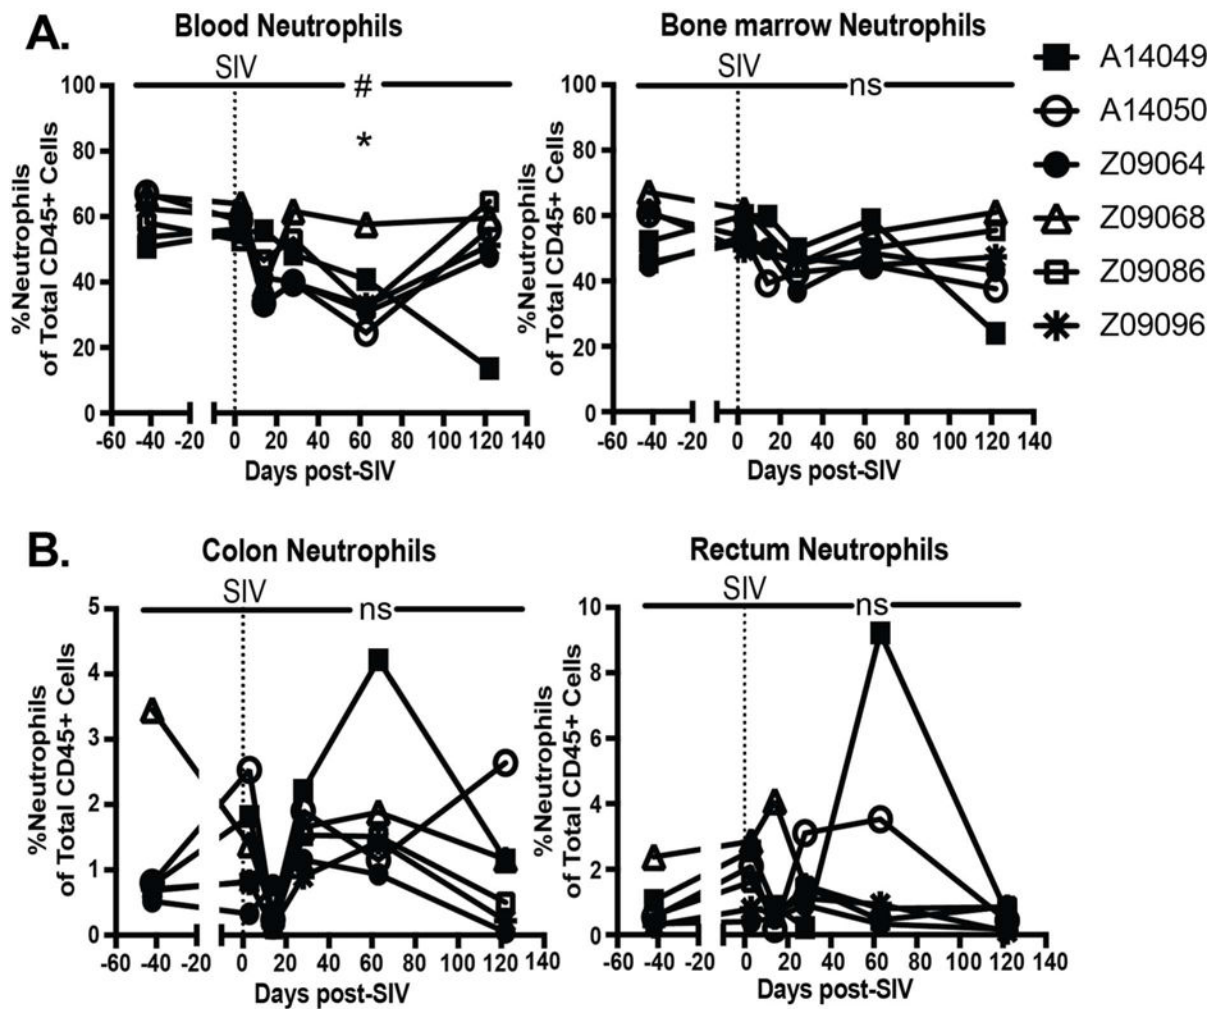 A.
Blood Neutrophils
SIV
#
*
%Neutrophils
of Total CD45+ Cells
100
80
60
40
20
0
-60 -40 -20 0 20 40 60 80 100 120 140
Days post-SIV
Bone marrow Neutrophils
SIV
ns
%Neutrophils
of Total CD45+ Cells
100
80
60
40
20
0
-60 -40 -20 0 20 40 60 80 100 120 140
Days post-SIV
A14049
A14050
Z09064
Z09068
Z09086
Z09096
B.
Colon Neutrophils
SIV
ns
%Neutrophils
of Total CD45+ Cells
5
4
3
2
1
0
-60 -40 -20 0 20 40 60 80 100 120 140
Days post-SIV
Rectum Neutrophils
SIV
ns
%Neutrophils
of Total CD45+ Cells
10
8
6
4
2
0
-60 -40 -20 0 20 40 60 80 100 120 140
Days post-SIV